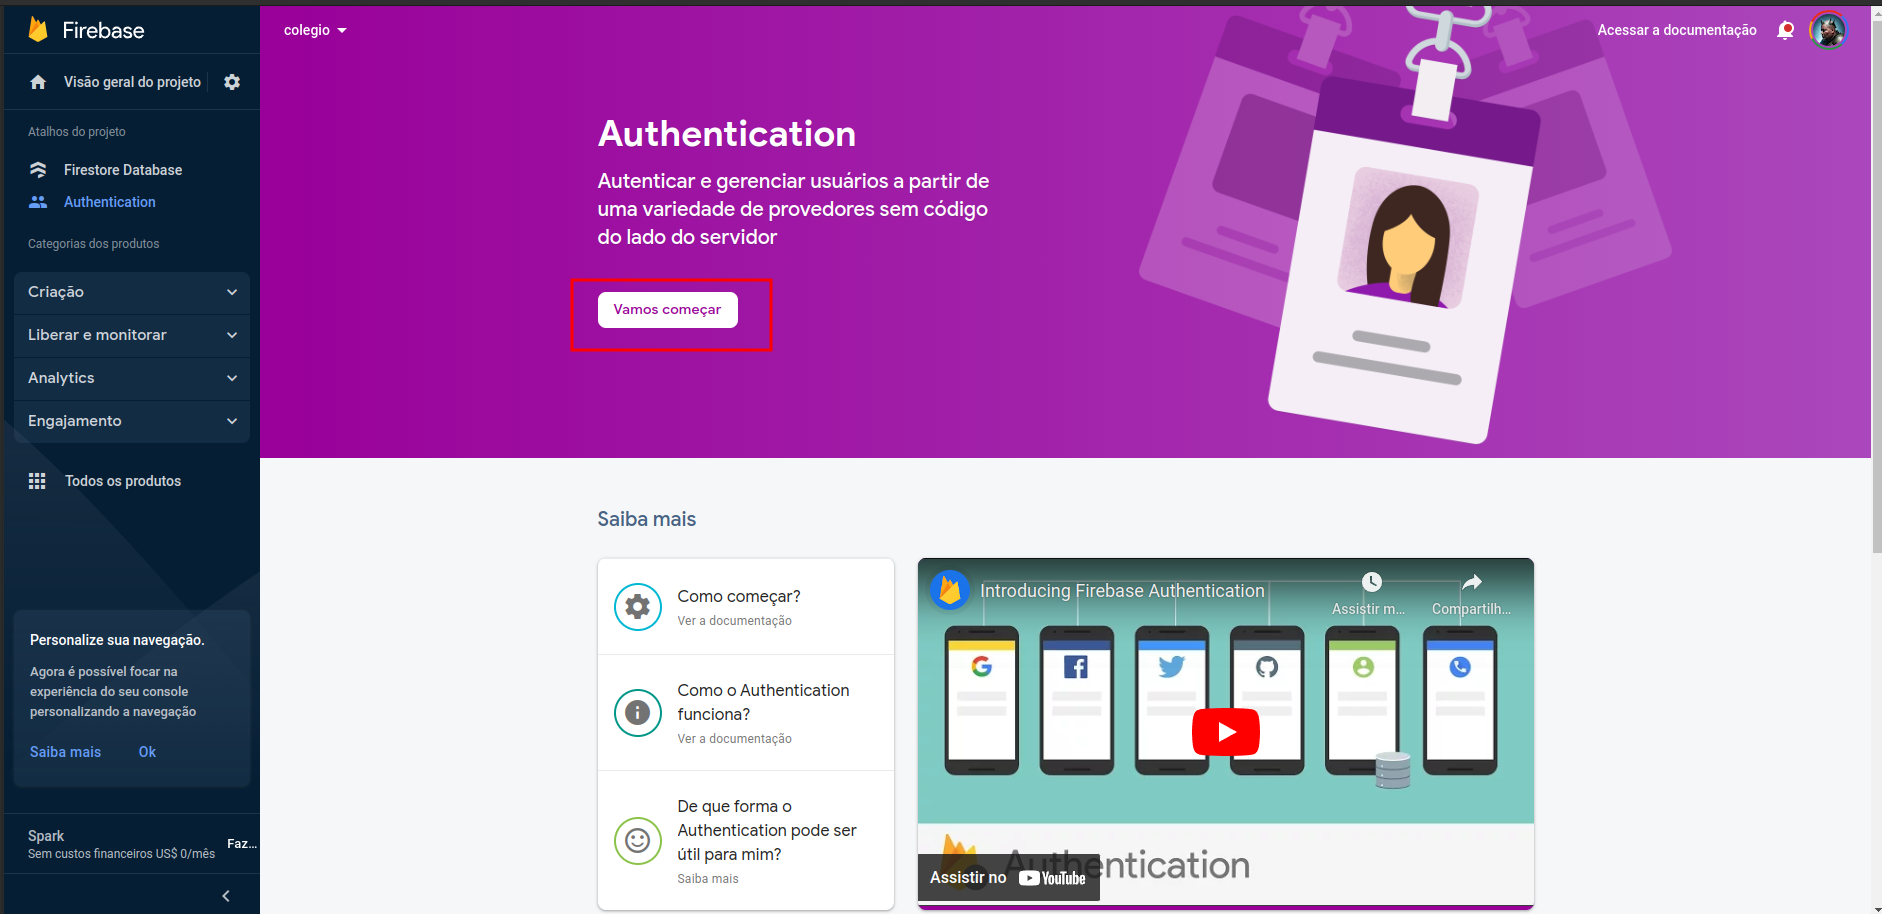 Firebase
Visão geral do projeto
Atalhos do projeto
Firestore Database
Authentication
Categorias dos produtos
Criação
Liberar e monitorar
Analytics
Engajamento
Todos os produtos
Personalize sua navegação.
Agora é possível focar na
experiência do seu console
personalizando a navegação
Saiba mais Ok
Spark
Sem custos financeiros US$ 0/mês
Faz...
colegio
Acessar a documentação
Authentication
Autenticar e gerenciar usuários a partir de
uma variedade de provedores sem código
do lado do servidor
Vamos começar
Saiba mais
Como começar?
Ver a documentação
Como o Authentication
funciona?
Ver a documentação
De que forma o
Authentication pode ser
útil para mim?
Saiba mais
Introducing Firebase Authentication
Assistir m...
Compartilh...
Authentication
Assistir no YouTube